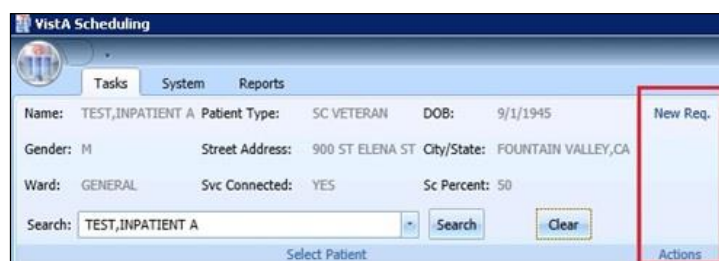 VistA Scheduling
Tasks System Reports
Name: TEST,INPATIENT A Patient Type: SC VETERAN DOB: 9/1/1945 New Req.
Gender: M Street Address: 900 ST ELENA ST City/State: FOUNTAIN VALLEY,CA
Ward: GENERAL Svc Connected: YES Sc Percent: 50
Search: TEST,INPATIENT A Search Clear
Select Patient Actions